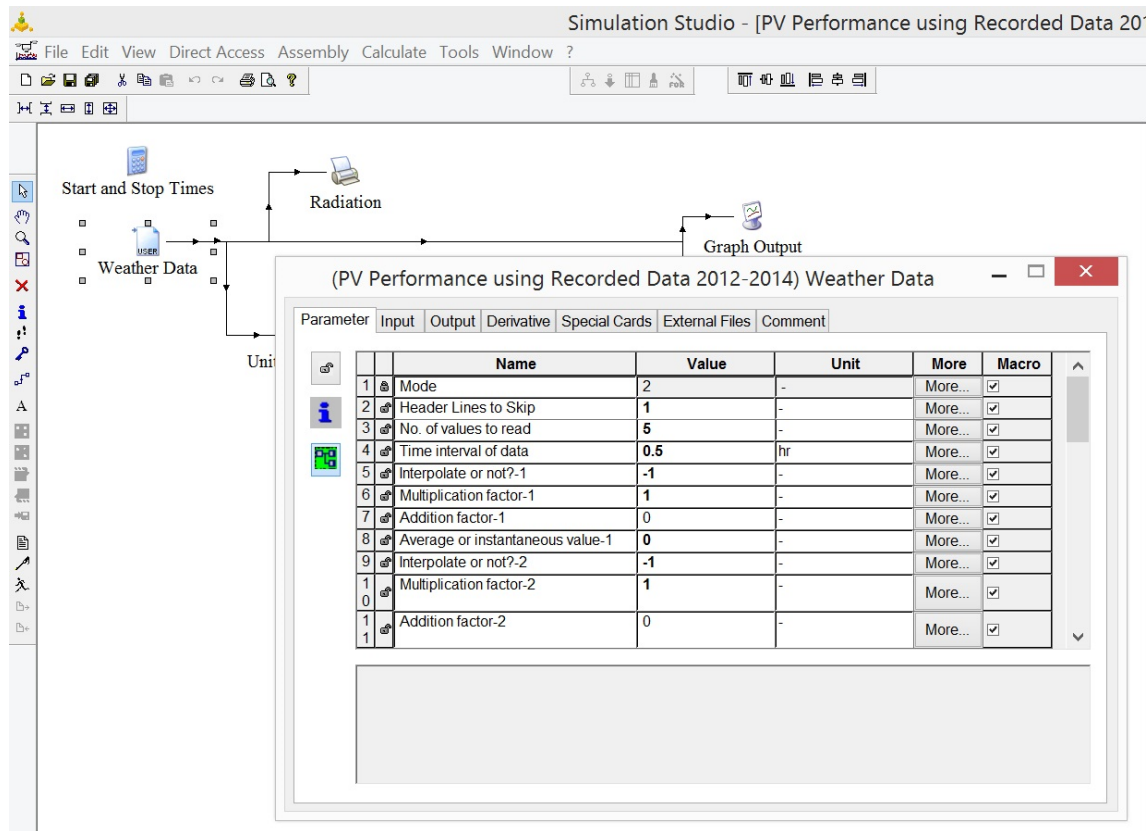 Simulation Studio - [PV Performance using Recorded Data 201
File Edit View Direct Access Assembly Calculate Tools Window ?
Start and Stop Times
Radiation
USER
Weather Data
Graph Output
Unit
(PV Performance using Recorded Data 2012-2014) Weather Data
Parameter Input Output Derivative Special Cards External Files Comment
Name Value Unit More Macro
1 Mode 2 - More...
2 Header Lines to Skip 1 - More...
3 No. of values to read 5 - More...
4 Time interval of data 0.5 hr More...
5 Interpolate or not?-1 -1 - More...
6 Multiplication factor-1 1 - More...
7 Addition factor-1 0 - More...
8 Average or instantaneous value-1 0 - More...
9 Interpolate or not?-2 -1 - More...
10 Multiplication factor-2 1 - More...
11 Addition factor-2 0 - More...